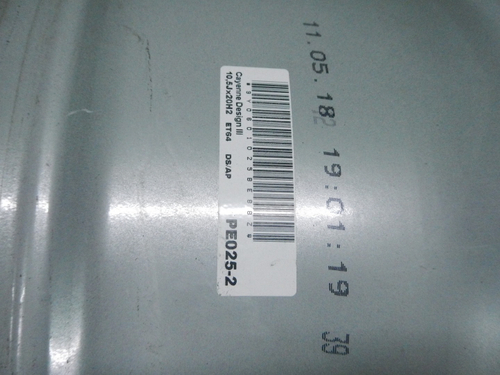 Cayenne Design III
10,5Jx20H2 ET64 DS/AP
PE025-2
11.05.18 19:01:19 39